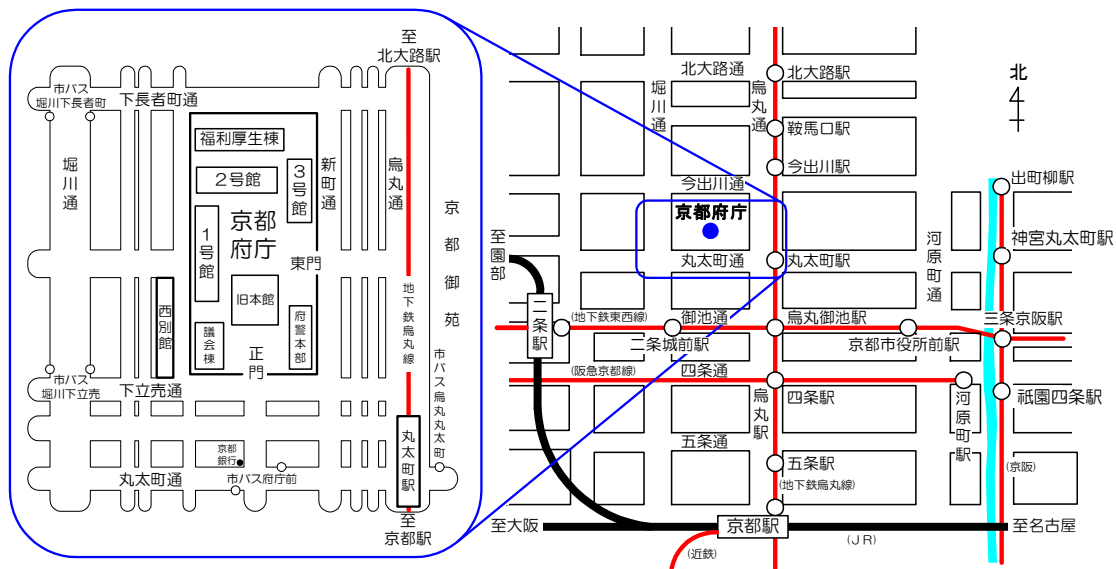 至
北大路駅
市バス
堀川下長者町
下長者町通
堀川通
福利厚生棟
2号館
3号館
1号館
京都
府庁
東門
旧本館
西別館
議会棟
府警本部
正門
新町通
烏丸通
京都御苑
地下鉄烏丸線
市バス
堀川下立売
下立売通
市バス烏丸丸太町
京都
銀行
丸太町駅
丸太町通
市バス府庁前
至
京都駅
北大路通
北大路駅
堀川通
烏丸通
北
鞍馬口駅
今出川駅
今出川通
出町柳駅
京都府庁
神宮丸太町駅
至園部
丸太町通
丸太町駅
河原町通
二条駅
(地下鉄東西線)
御池通
烏丸御池駅
三条京阪駅
二条城前駅
京都市役所前駅
(阪急京都線)
四条通
烏丸駅
四条駅
河原町駅
祇園四条駅
五条通
五条駅
(京阪)
(地下鉄烏丸線)
至大阪
京都駅
至名古屋
(近鉄)
(JR)